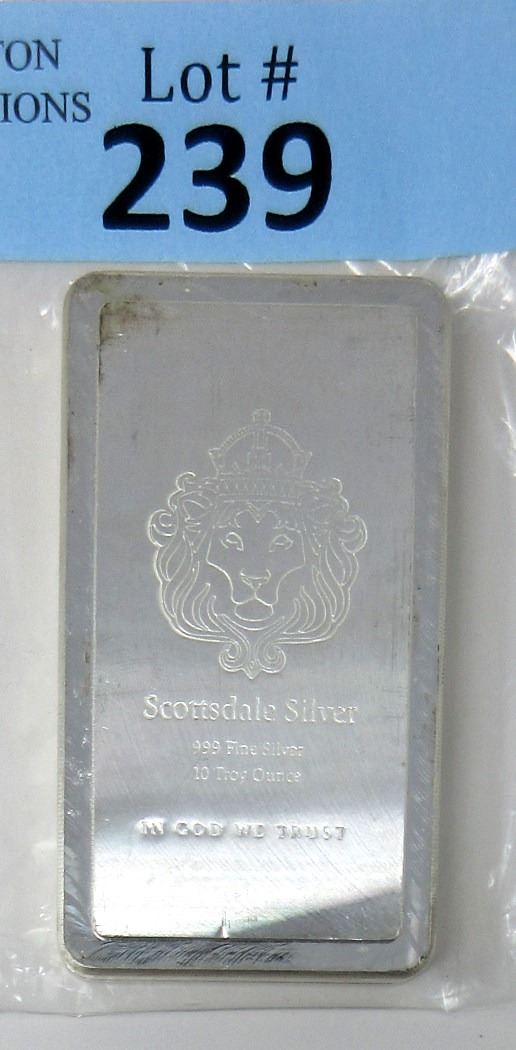 TON
IONS
Lot #
239
Scottsdale Silver
999 Fine Silver
10 Troy Ounce
IN GOD WE TRUST